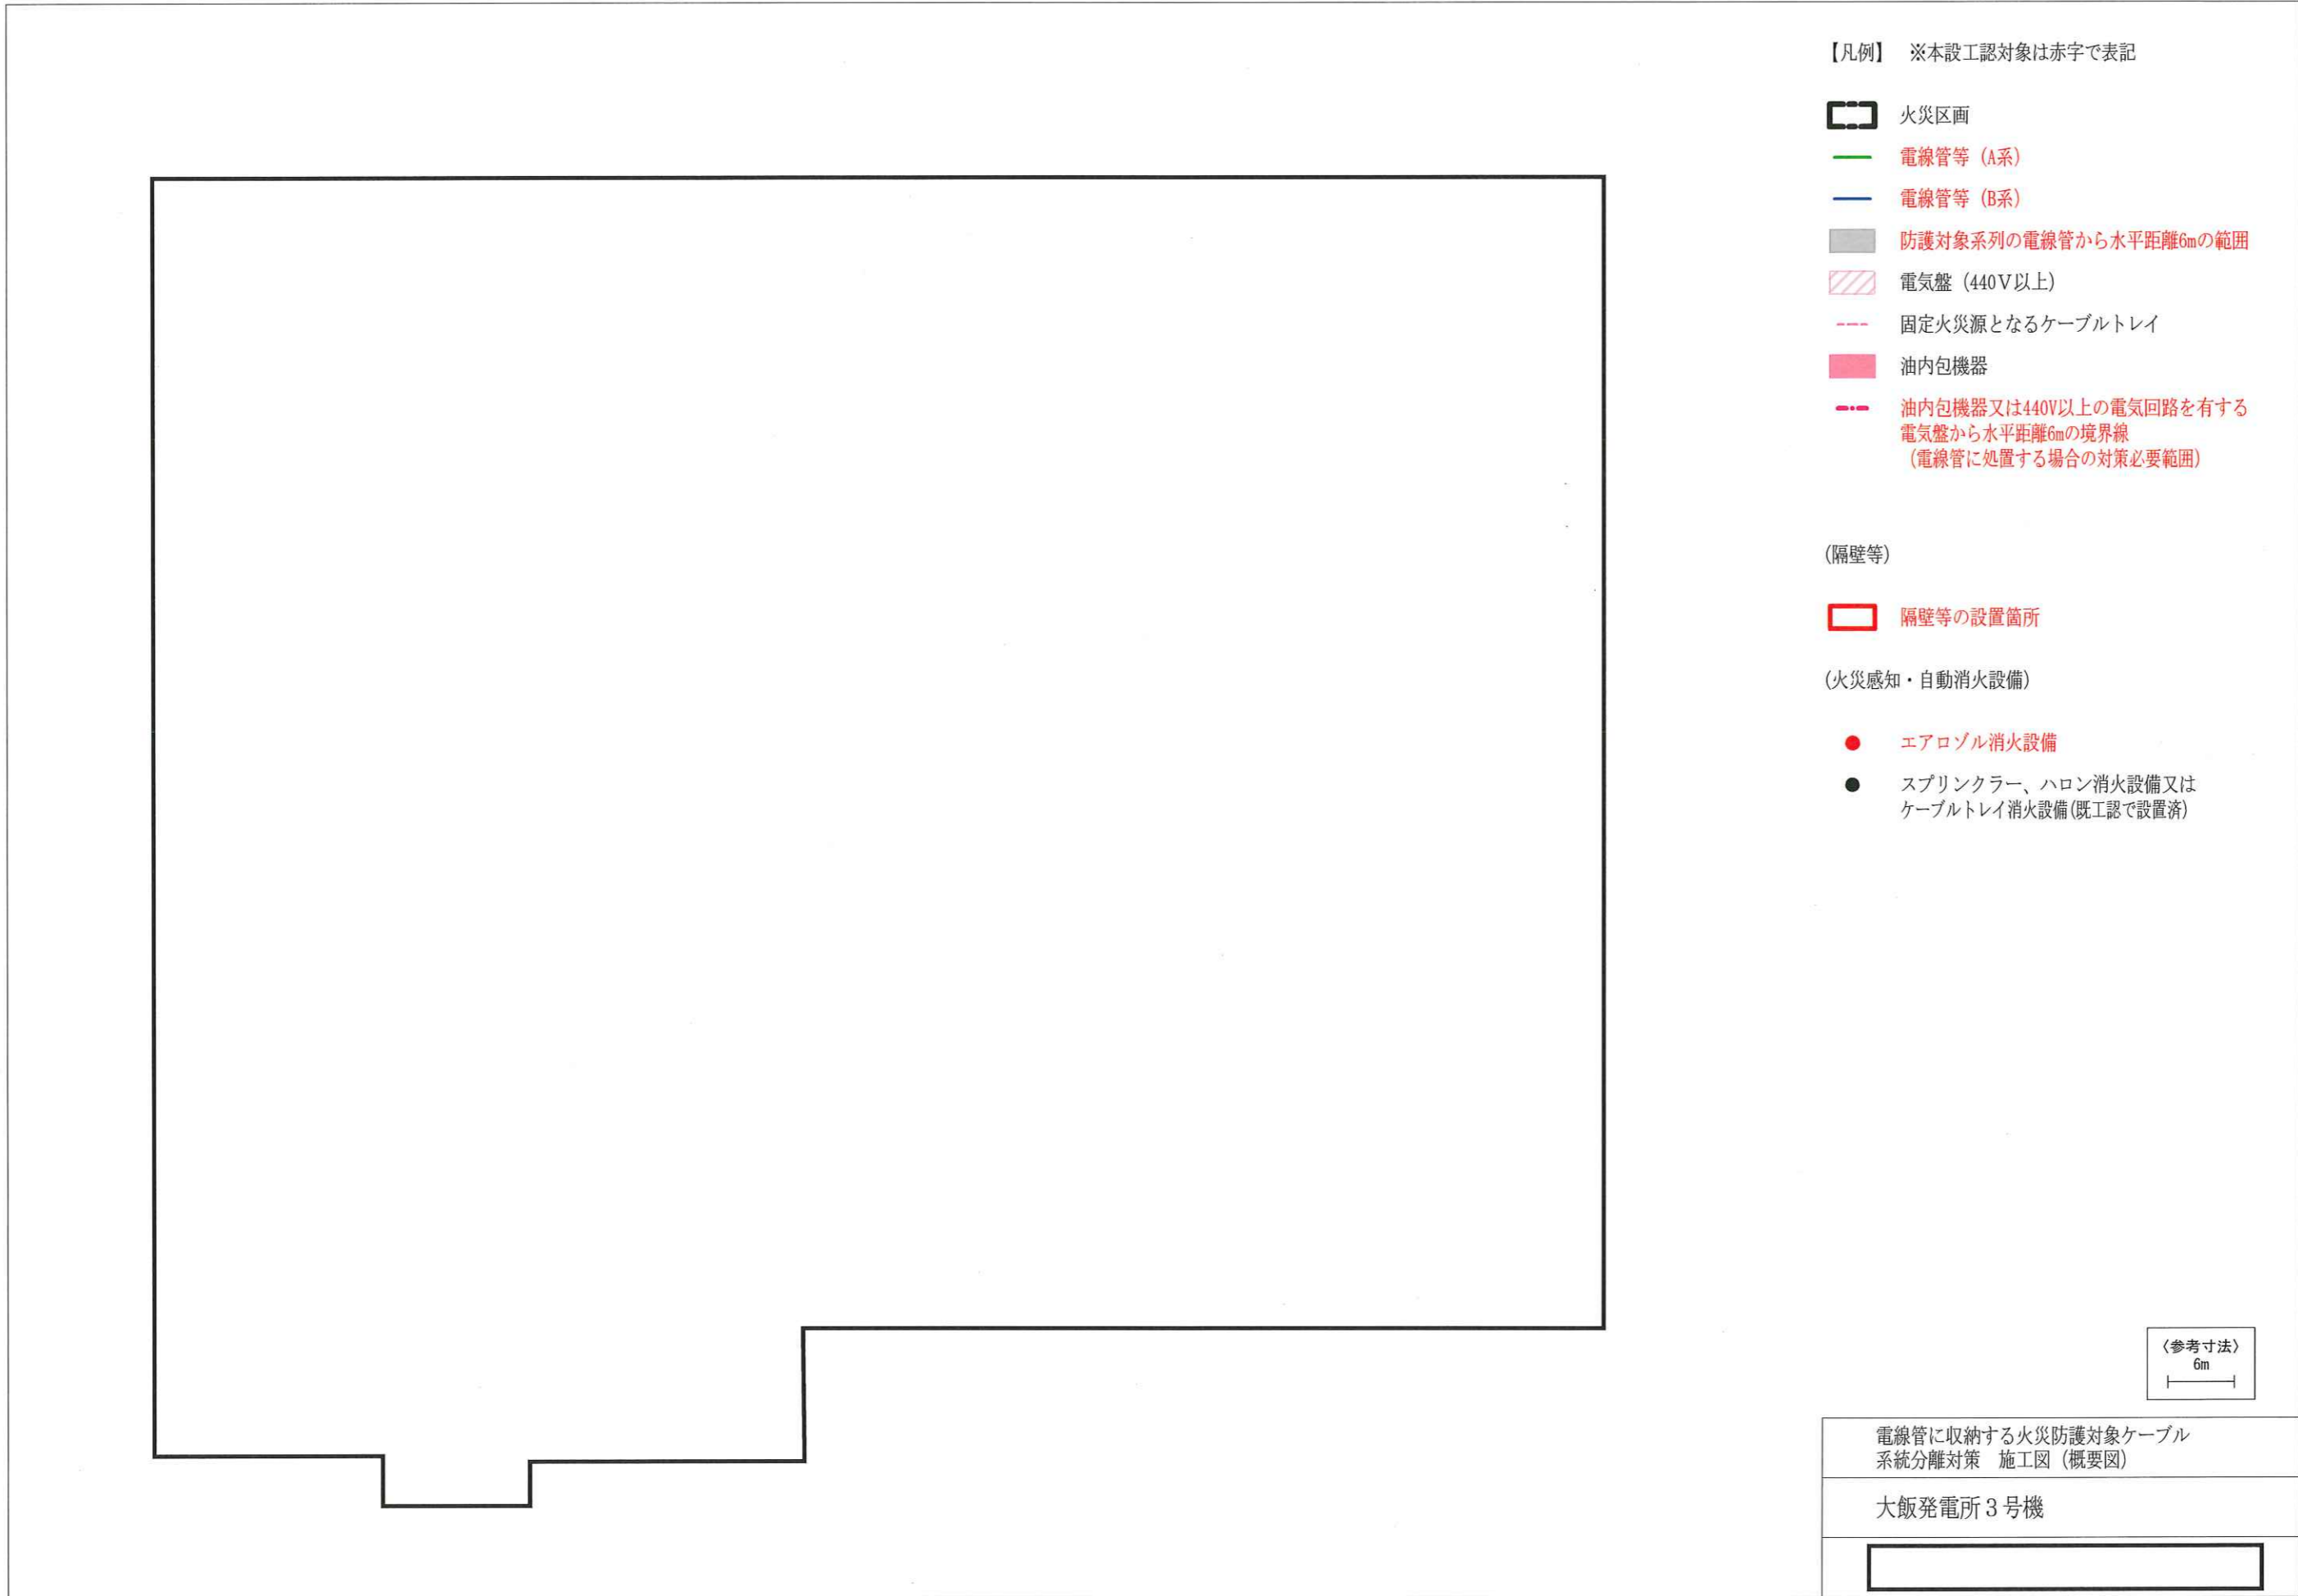 【凡例】　※本設工認対象は赤字で表記
火災区画
電線管等（A系）
電線管等（B系）
防護対象系列の電線管から水平距離6mの範囲
電気盤（440Ｖ以上）
固定火災源となるケーブルトレイ
油内包機器
油内包機器又は440V以上の電気回路を有する
電気盤から水平距離6mの境界線
（電線管に処置する場合の対策必要範囲）
(隔壁等)
隔壁等の設置箇所
(火災感知・自動消火設備)
エアロゾル消火設備
スプリンクラー、ハロン消火設備又は
ケーブルトレイ消火設備(既工認で設置済)
〈参考寸法〉
6m
電線管に収納する火災防護対象ケーブル
系統分離対策　施工図（概要図）
大飯発電所３号機